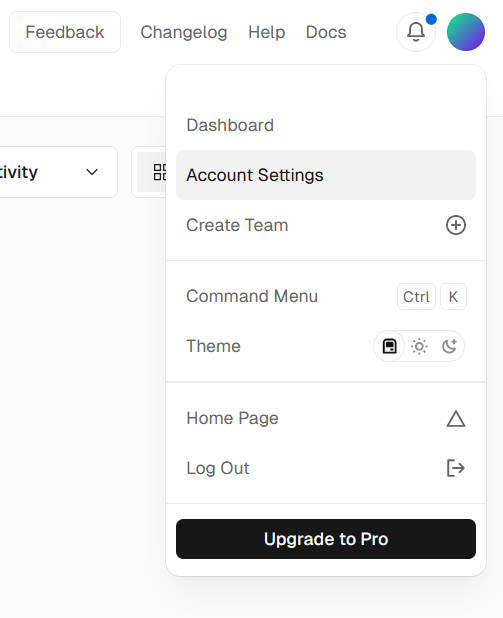 Feedback Changelog Help Docs
tivity
Dashboard
Account Settings
Create Team
Command Menu Ctrl K
Theme
Home Page
Log Out
Upgrade to Pro